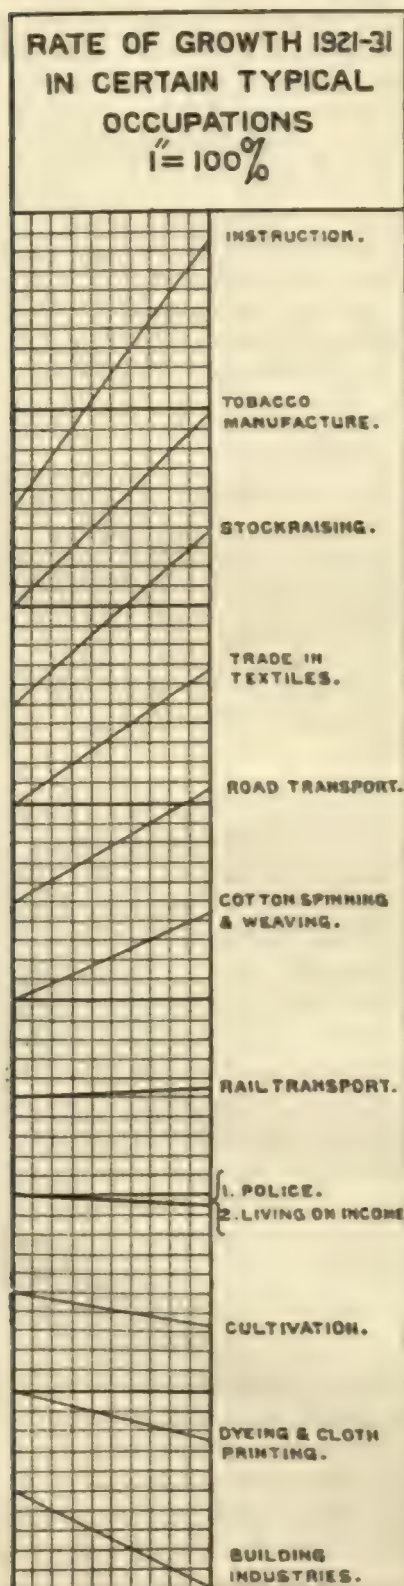 RATE OF GROWTH 1921-31
IN CERTAIN TYPICAL
OCCUPATIONS
1" = 100%
INSTRUCTION.
TOBACCO
MANUFACTURE.
STOCKRAISING.
TRADE IN
TEXTILES.
ROAD TRANSPORT.
COTTON SPINNING
& WEAVING.
RAIL TRANSPORT.
1. POLICE.
2. LIVING ON INCOME
CULTIVATION.
DYEING & CLOTH
PRINTING.
BUILDING
INDUSTRIES.